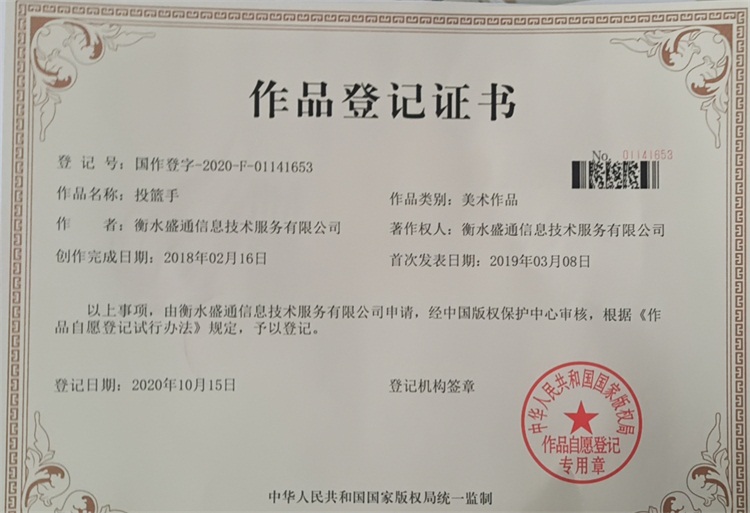 作品登记证书
登 记 号：国作登字-2020-F-01141653
No. 01141653
作品名称：投篮手
作品类别：美术作品
作　　者：衡水盛通信息技术服务有限公司
著作权人：衡水盛通信息技术服务有限公司
创作完成日期：2018年02月16日
首次发表日期：2019年03月08日
以上事项，由衡水盛通信息技术服务有限公司申请，经中国版权保护中心审核，根据《作
品自愿登记试行办法》规定，予以登记。
登记日期：2020年10月15日
登记机构签章
中华人民共和国国家版权局
作品自愿登记
专用章
中华人民共和国国家版权局统一监制